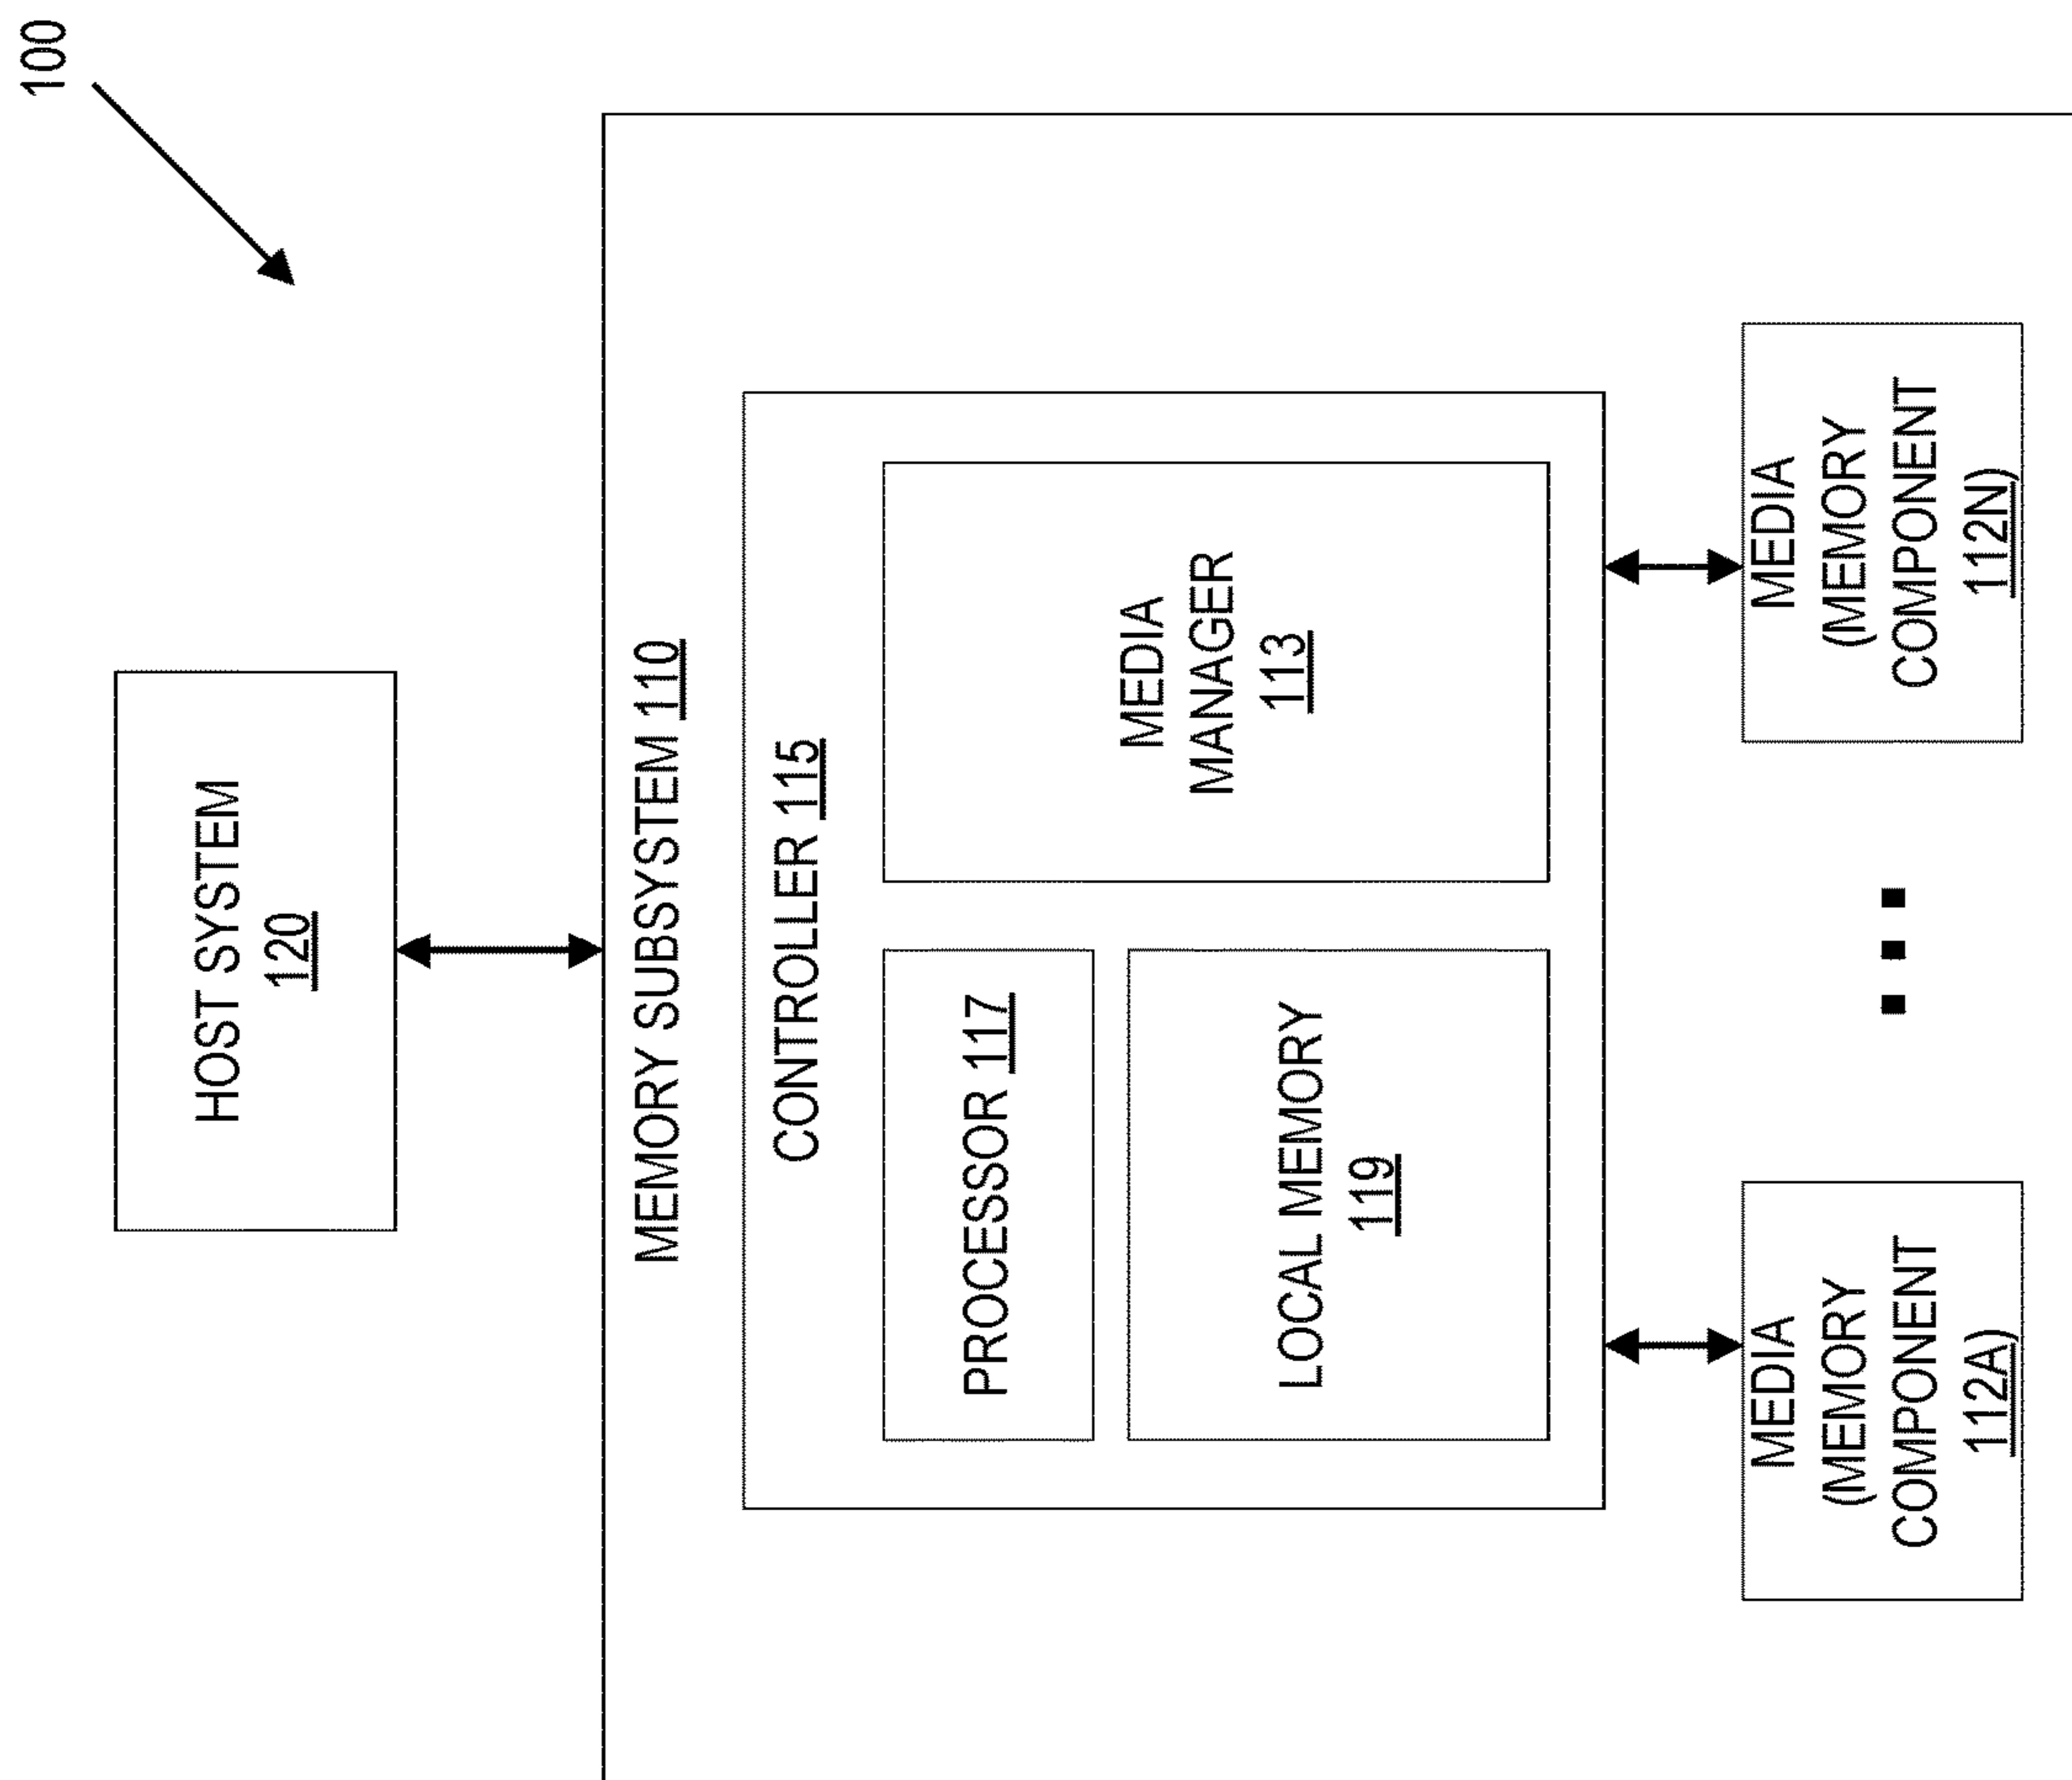 100
HOST SYSTEM
120
MEMORY SUBSYSTEM 110
CONTROLLER 115
PROCESSOR 117
LOCAL MEMORY
119
MEDIA
MANAGER
113
MEDIA
(MEMORY
COMPONENT
112A)
MEDIA
(MEMORY
COMPONENT
112N)